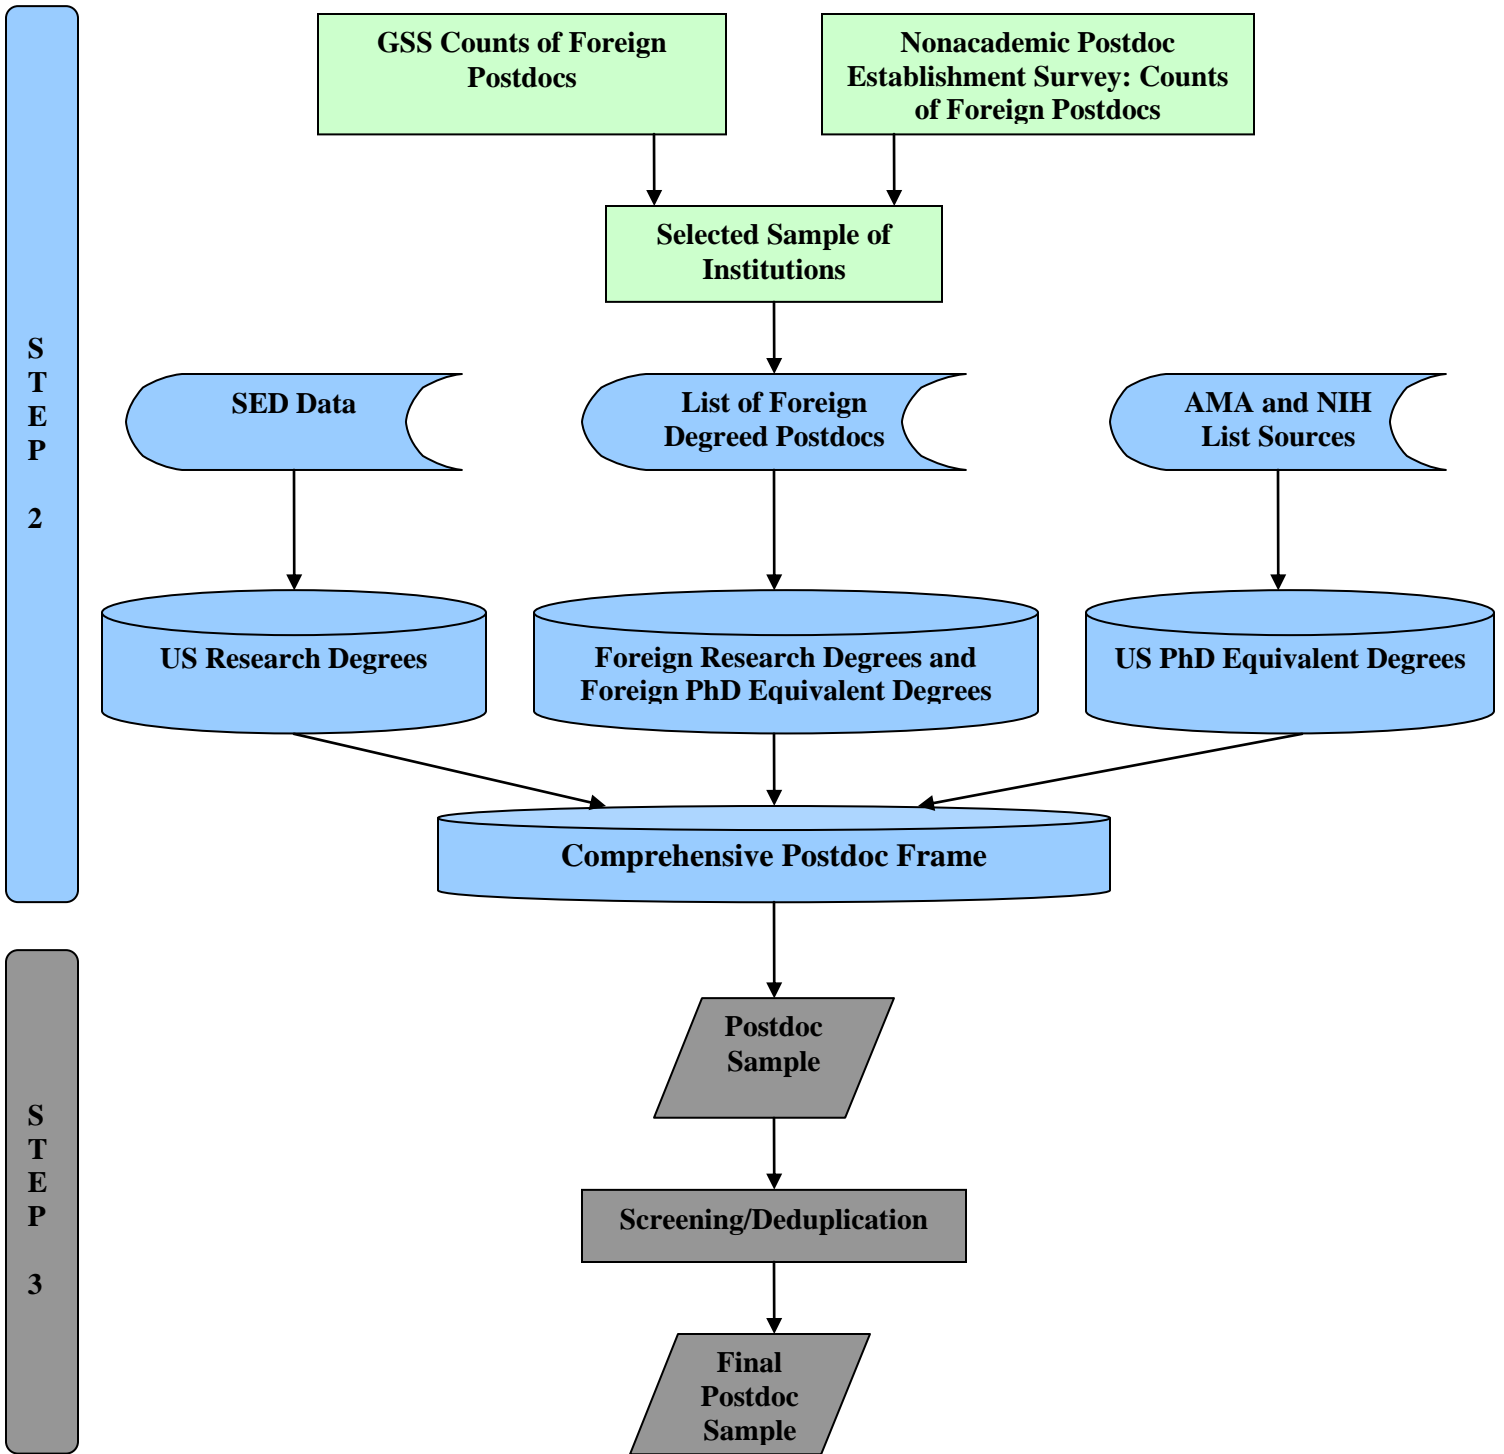 GSS Counts of Foreign
Postdocs
Nonacademic Postdoc
Establishment Survey: Counts
of Foreign Postdocs
Selected Sample of
Institutions
S
T
E
P
2
SED Data
List of Foreign
Degreed Postdocs
AMA and NIH
List Sources
US Research Degrees
Foreign Research Degrees and
Foreign PhD Equivalent Degrees
US PhD Equivalent Degrees
Comprehensive Postdoc Frame
S
T
E
P
3
Postdoc
Sample
Screening/Deduplication
Final
Postdoc
Sample